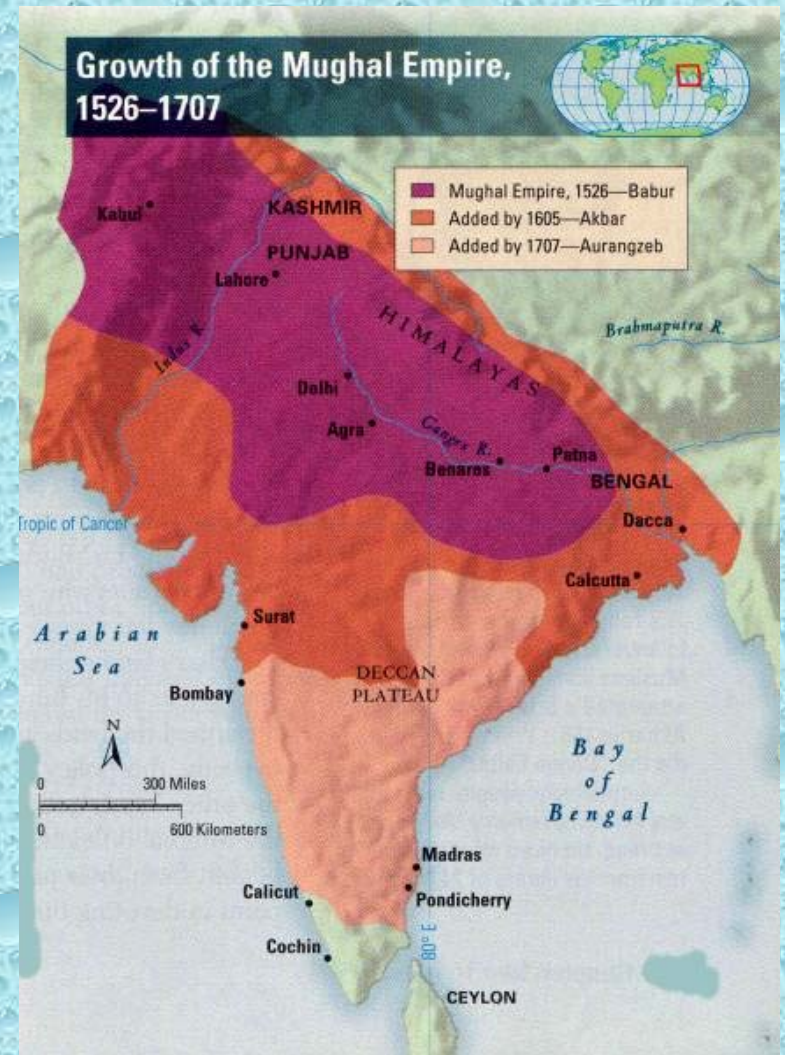 Growth of the Mughal Empire,
1526–1707
Mughal Empire, 1526—Babur
Added by 1605—Akbar
Added by 1707—Aurangzeb
Kabul
KASHMIR
PUNJAB
Lahore
HIMALAYAS
Brahmaputra R.
Indus R.
Delhi
Agra
Ganges R.
Benares
Patna
BENGAL
Tropic of Cancer
Dacca
Calcutta
Surat
Arabian
Sea
DECCAN
PLATEAU
Bombay
N
Bay
of
Bengal
0 300 Miles
0 600 Kilometers
Madras
Calicut
Pondicherry
Cochin
80° E
CEYLON